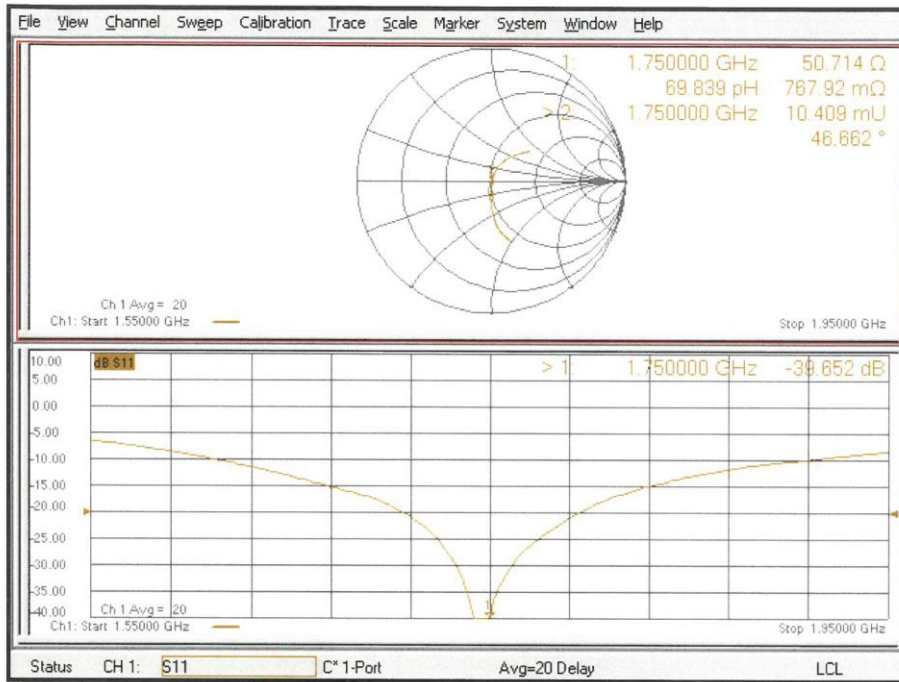 File View Channel Sweep Calibration Trace Scale Marker System Window Help
1: 1.750000 GHz 50.714 Ω
69.839 pH 767.92 mΩ
> 2 1.750000 GHz 10.409 mU
46.662 °
Ch 1 Avg = 20
Ch1: Start 1.55000 GHz
Stop 1.95000 GHz
dB S11
> 1: 1.750000 GHz -39.652 dB
10.00
5.00
0.00
-5.00
-10.00
-15.00
-20.00
-25.00
-30.00
-35.00
-40.00
1
Ch 1 Avg = 20
Ch1: Start 1.55000 GHz
Stop 1.95000 GHz
Status CH 1: S11 C* 1-Port Avg=20 Delay LCL